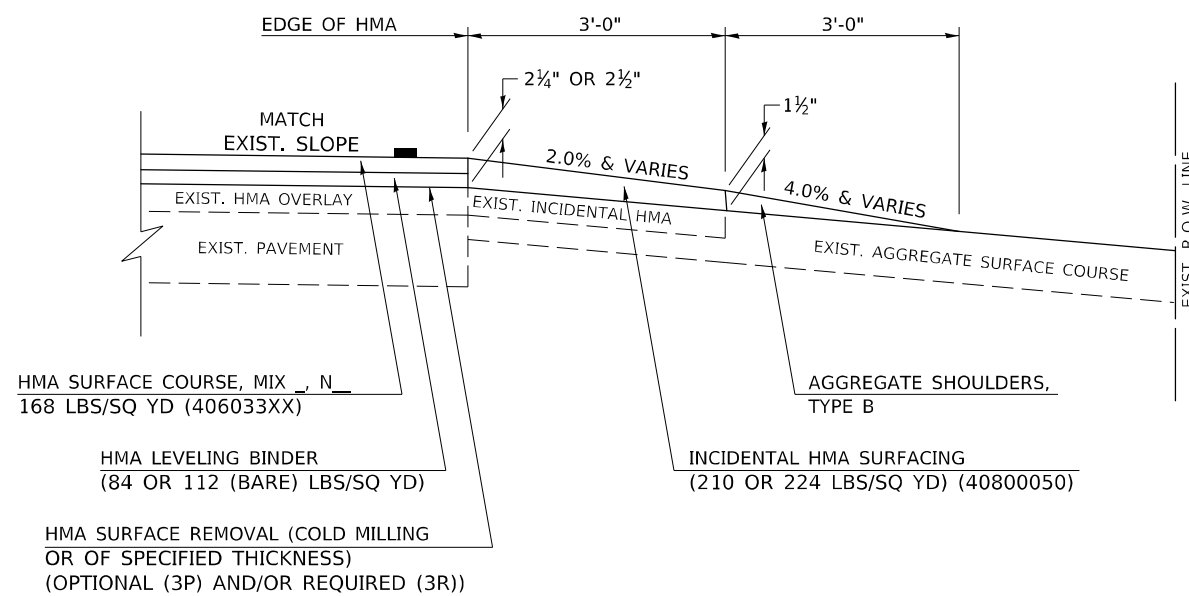 EDGE OF HMA
3'-0"
3'-0"
2¼" OR 2½"
1½"
MATCH
EXIST. SLOPE
2.0% & VARIES
4.0% & VARIES
EXIST. HMA OVERLAY
EXIST. INCIDENTAL HMA
EXIST. PAVEMENT
EXIST. AGGREGATE SURFACE COURSE
EXIST. R.O.W. LINE
HMA SURFACE COURSE, MIX _, N__
168 LBS/SQ YD (406033XX)
AGGREGATE SHOULDERS,
TYPE B
HMA LEVELING BINDER
(84 OR 112 (BARE) LBS/SQ YD)
INCIDENTAL HMA SURFACING
(210 OR 224 LBS/SQ YD) (40800050)
HMA SURFACE REMOVAL (COLD MILLING
OR OF SPECIFIED THICKNESS)
(OPTIONAL (3P) AND/OR REQUIRED (3R))